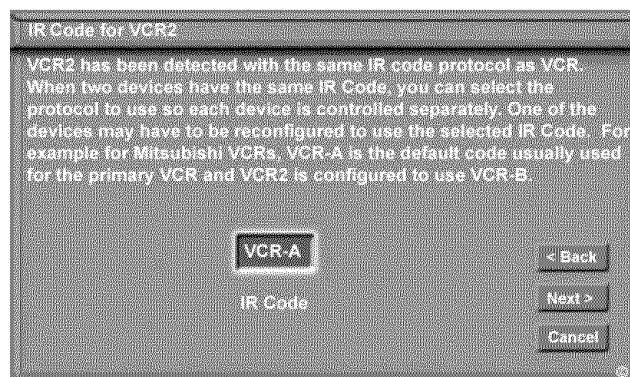 IR Code for VCR2
VCR2 has been detected with the same IR code protocol as VCR.
When two devices have the same IR Code, you can select the
protocol to use so each device is controlled separately. One of the
devices may have to be reconfigured to use the selected IR Code. For
example for Mitsubishi VCRs, VCR-A is the default code usually used
for the primary VCR and VCR2 is configured to use VCR-B.
VCR-A
IR Code
< Back
Next >
Cancel
©